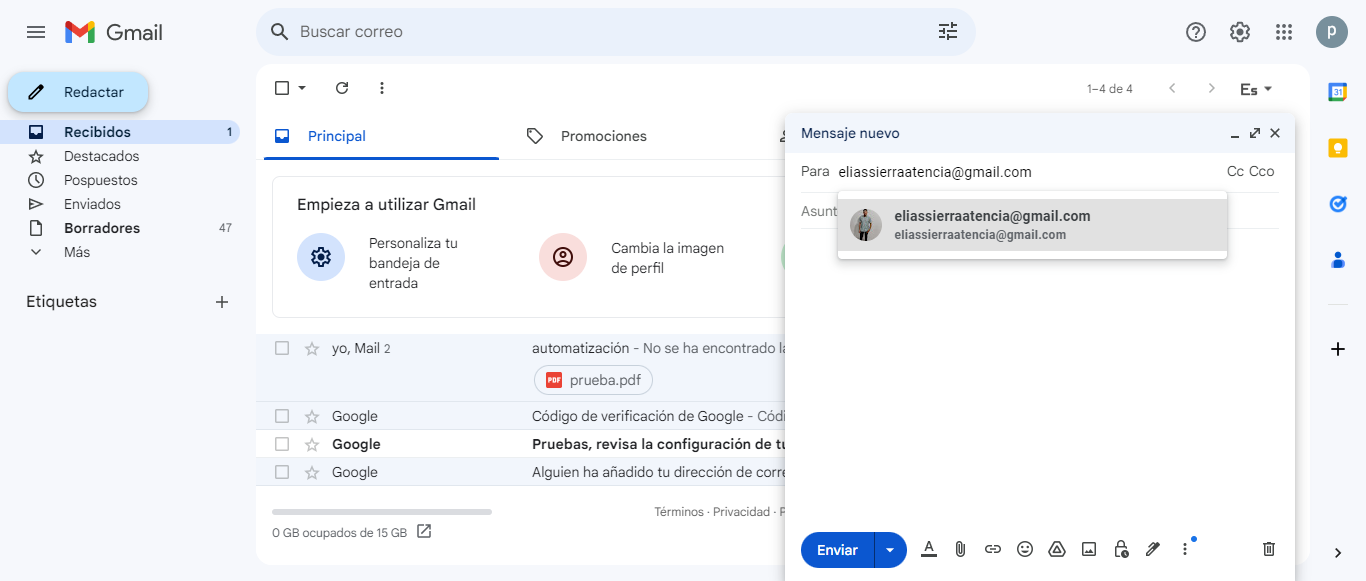 Gmail
Buscar correo
p
Redactar
Recibidos 1
Destacados
Pospuestos
Enviados
Borradores 47
Más
Etiquetas
1–4 de 4
Es
Principal
Promociones
Empieza a utilizar Gmail
Personaliza tu
bandeja de
entrada
Cambia la imagen
de perfil
yo, Mail 2
automatización - No se ha encontrado la
PDF prueba.pdf
Google
Código de verificación de Google - Códi
Google
Pruebas, revisa la configuración de tu
Google
Alguien ha añadido tu dirección de corre
0 GB ocupados de 15 GB
Términos · Privacidad · P
Mensaje nuevo
Para eliassierraatencia@gmail.com Cc Cco
Asunt
eliassierraatencia@gmail.com
eliassierraatencia@gmail.com
Enviar
31